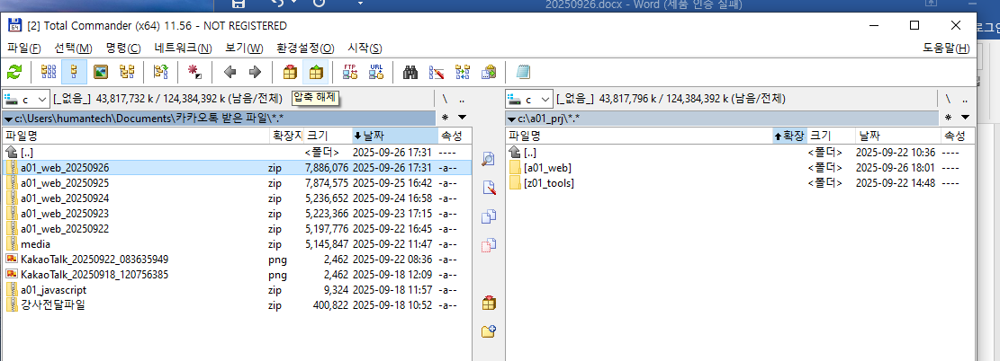 20250926.docx - Word (제품 인증 실패)
[2] Total Commander (x64) 11.56 - NOT REGISTERED
로그인
파일(F) 선택(M) 명령(C) 네트워크(N) 보기(W) 환경설정(O) 시작(S) 도움말(H)
FTP URL
c [_없음_] 43,817,732 k / 124,384,392 k (남음/전체) 압축 해제 \ ..
c [_없음_] 43,817,796 k / 124,384,392 k (남음/전체) \ ..
c:\Users\humantech\Documents\카카오톡 받은 파일\*.* *
c:\a01_prj\*.* *
파일명 확장자 크기 날짜 속성
[..] <폴더> 2025-09-26 17:31 ----
a01_web_20250926 zip 7,886,076 2025-09-26 17:31 -a--
a01_web_20250925 zip 7,874,575 2025-09-25 16:42 -a--
a01_web_20250924 zip 5,236,652 2025-09-24 16:58 -a--
a01_web_20250923 zip 5,223,366 2025-09-23 17:15 -a--
a01_web_20250922 zip 5,197,776 2025-09-22 16:45 -a--
media zip 5,145,847 2025-09-22 11:47 -a--
KakaoTalk_20250922_083635949 png 2,462 2025-09-22 08:36 -a--
KakaoTalk_20250918_120756385 png 2,462 2025-09-18 12:09 -a--
a01_javascript zip 9,324 2025-09-18 11:57 -a--
강사전달파일 zip 400,822 2025-09-18 10:52 -a--
파일명 확장 크기 날짜 속성
[..] <폴더> 2025-09-22 10:36 ----
[a01_web] <폴더> 2025-09-26 18:01 ----
[z01_tools] <폴더> 2025-09-22 14:48 ----